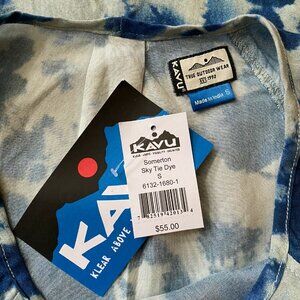 KAVU
TRUE OUTDOOR WEAR
EST 1993
Made in India S
KAVU
Somerton
Sky Tie Dye
S
6132-1680-1
$55.00
KAVU
KLEAR ABOVE